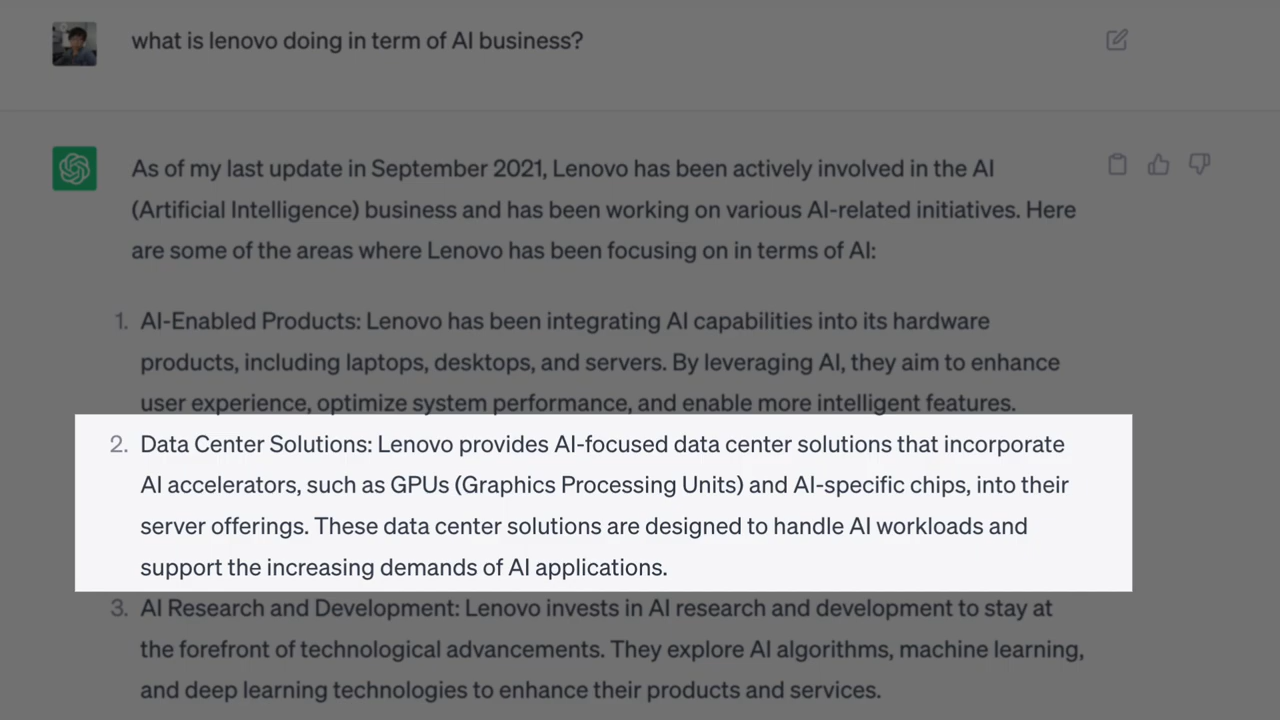 what is lenovo doing in term of AI business?
As of my last update in September 2021, Lenovo has been actively involved in the AI
(Artificial Intelligence) business and has been working on various AI-related initiatives. Here
are some of the areas where Lenovo has been focusing on in terms of AI:
1. AI-Enabled Products: Lenovo has been integrating AI capabilities into its hardware
products, including laptops, desktops, and servers. By leveraging AI, they aim to enhance
user experience, optimize system performance, and enable more intelligent features.
2. Data Center Solutions: Lenovo provides AI-focused data center solutions that incorporate
AI accelerators, such as GPUs (Graphics Processing Units) and AI-specific chips, into their
server offerings. These data center solutions are designed to handle AI workloads and
support the increasing demands of AI applications.
3. AI Research and Development: Lenovo invests in AI research and development to stay at
the forefront of technological advancements. They explore AI algorithms, machine learning,
and deep learning technologies to enhance their products and services.